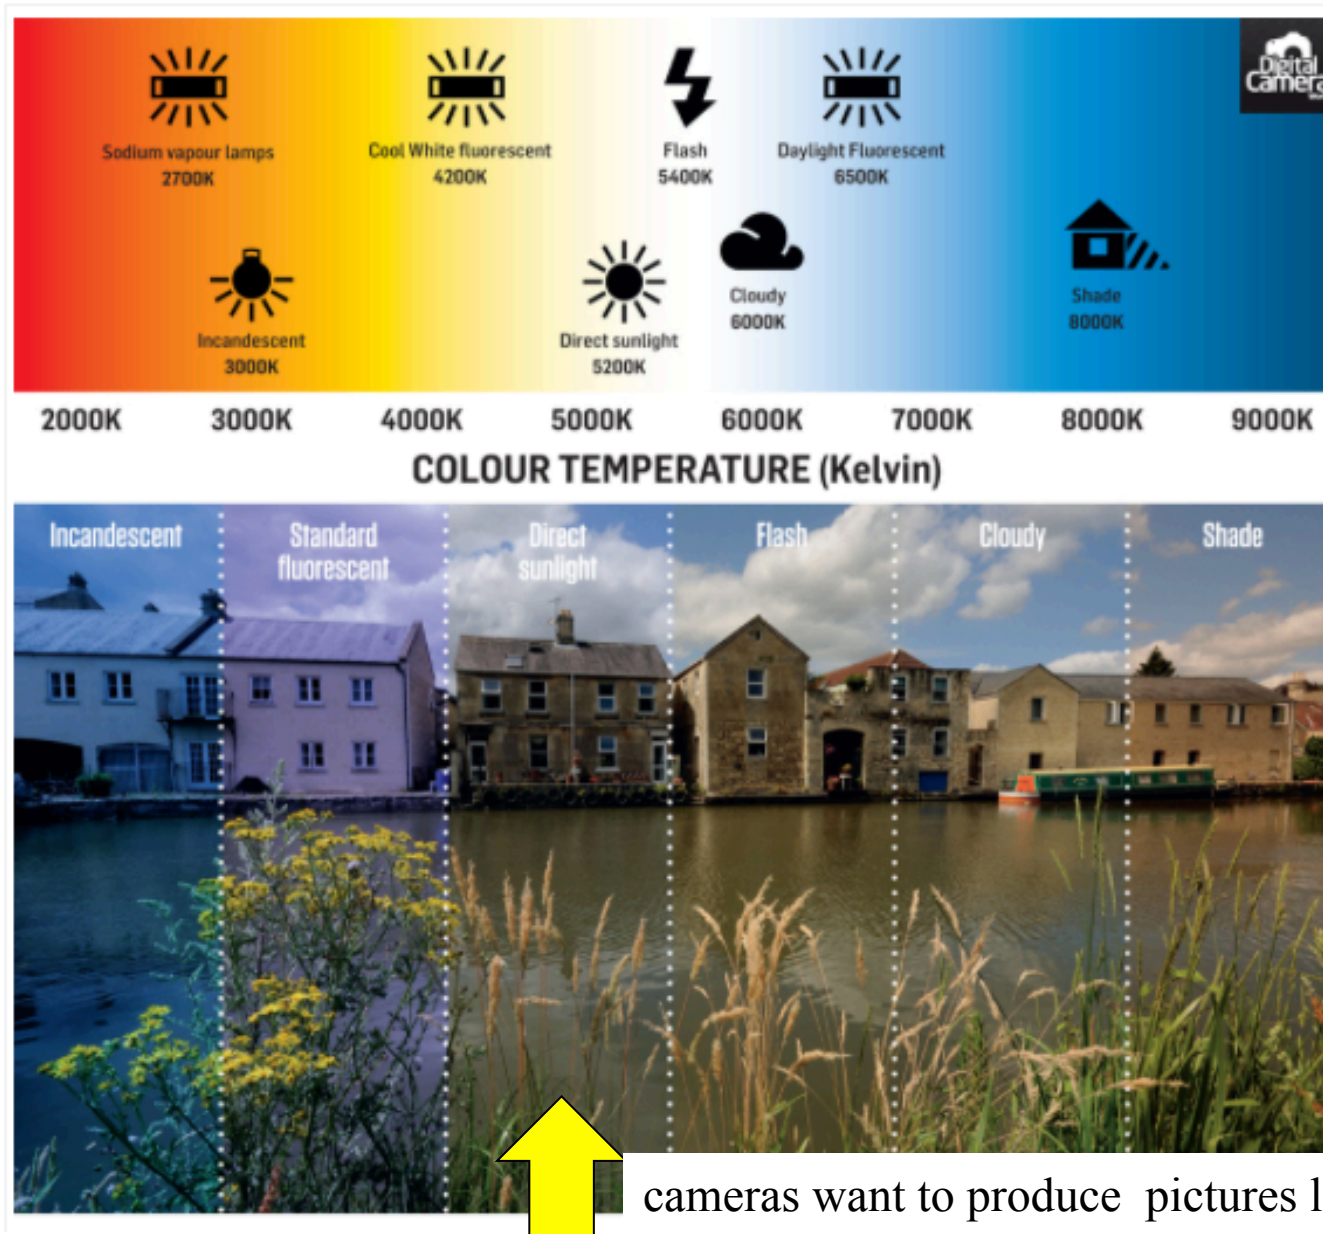 Digital
Camera
Sodium vapour lamps
2700K
Cool White fluorescent
4200K
Flash
5400K
Daylight Fluorescent
6500K
Incandescent
3000K
Direct sunlight
5200K
Cloudy
6000K
Shade
8000K
2000K 3000K 4000K 5000K 6000K 7000K 8000K 9000K
COLOUR TEMPERATURE (Kelvin)
Incandescent
Standard
fluorescent
Direct
sunlight
Flash
Cloudy
Shade
cameras want to produce pictures l